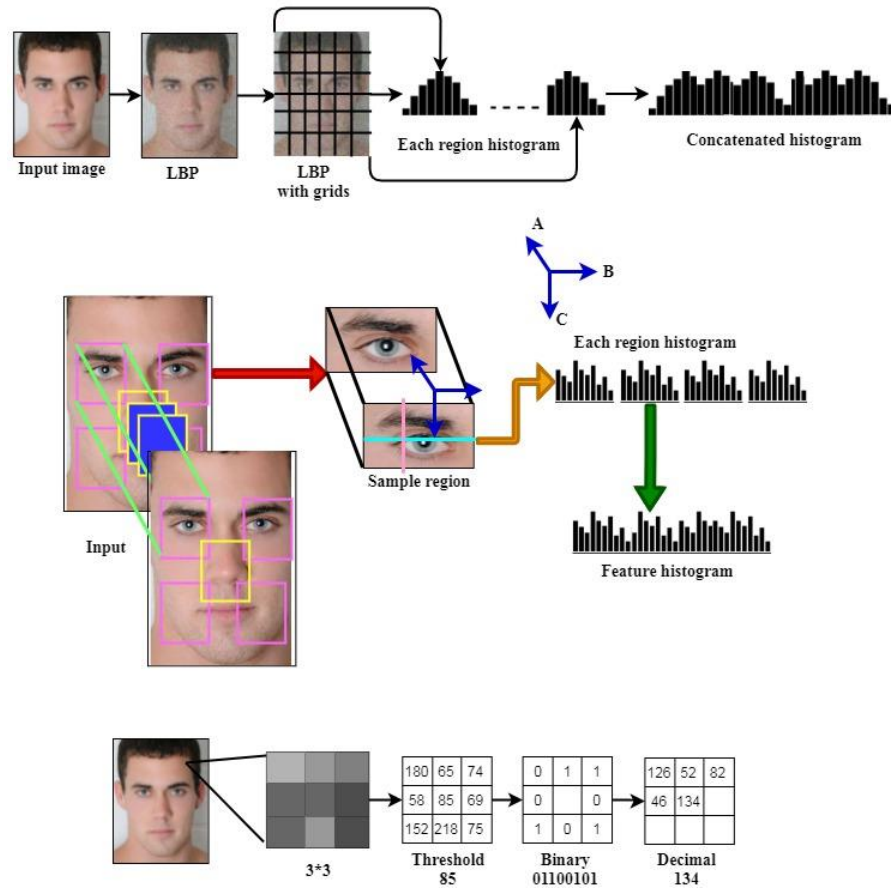 Input image
LBP
LBP
with grids
Each region histogram
Concatenated histogram
A
B
C
Each region histogram
Sample region
Input
Feature histogram
180 65 74
58 85 69
152 218 75
0 1 1
0 0
1 0 1
126 52 82
46 134
3*3
Threshold
85
Binary
01100101
Decimal
134